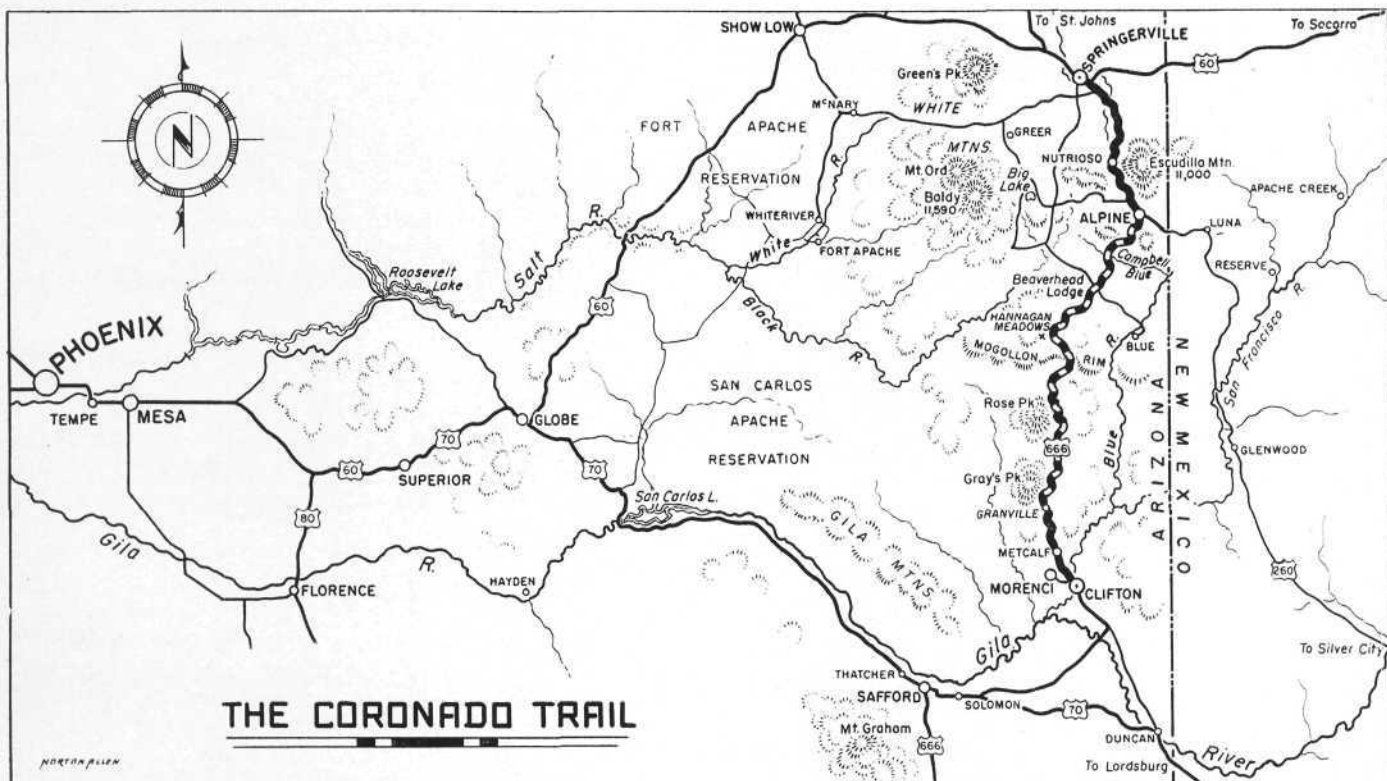 To St. Johns
To Socorro
SHOW LOW
SPRINGERVILLE
60
Green's Pk.
McNARY
WHITE
FORT
APACHE
GREER
MTNS.
NUTRIOSO
Escudillo Mtn.
11,000
RESERVATION
R.
Mt. Ord
Big
Lake
APACHE CREEK
Baldy
11,590
N
WHITERIVER
ALPINE
LUNA
R.
White
FORT APACHE
Campbell
Blue
RESERVE
Roosevelt
Lake
Salt
Beaverhead
Lodge
R.
60
Black
HANNAGAN
MEADOWS
R.
BLUE
San Francisco
PHOENIX
R.
MOGOLLON
RIM
NEW MEXICO
ARIZONA
SAN CARLOS
TEMPE
MESA
GLOBE
APACHE
Rose Pk.
70
666
Blue
GLENWOOD
60
SUPERIOR
70
RESERVATION
Gray's Pk.
San Carlos L.
80
GILA
MTNS
GRANVILLE
Gila
R.
METCALF
HAYDEN
MORENCI
CLIFTON
260
FLORENCE
Gila
To Silver City
THATCHER
SAFFORD
SOLOMON
70
THE CORONADO TRAIL
Mt. Graham
666
DUNCAN
River
To Lordsburg
NORTON ALLEN